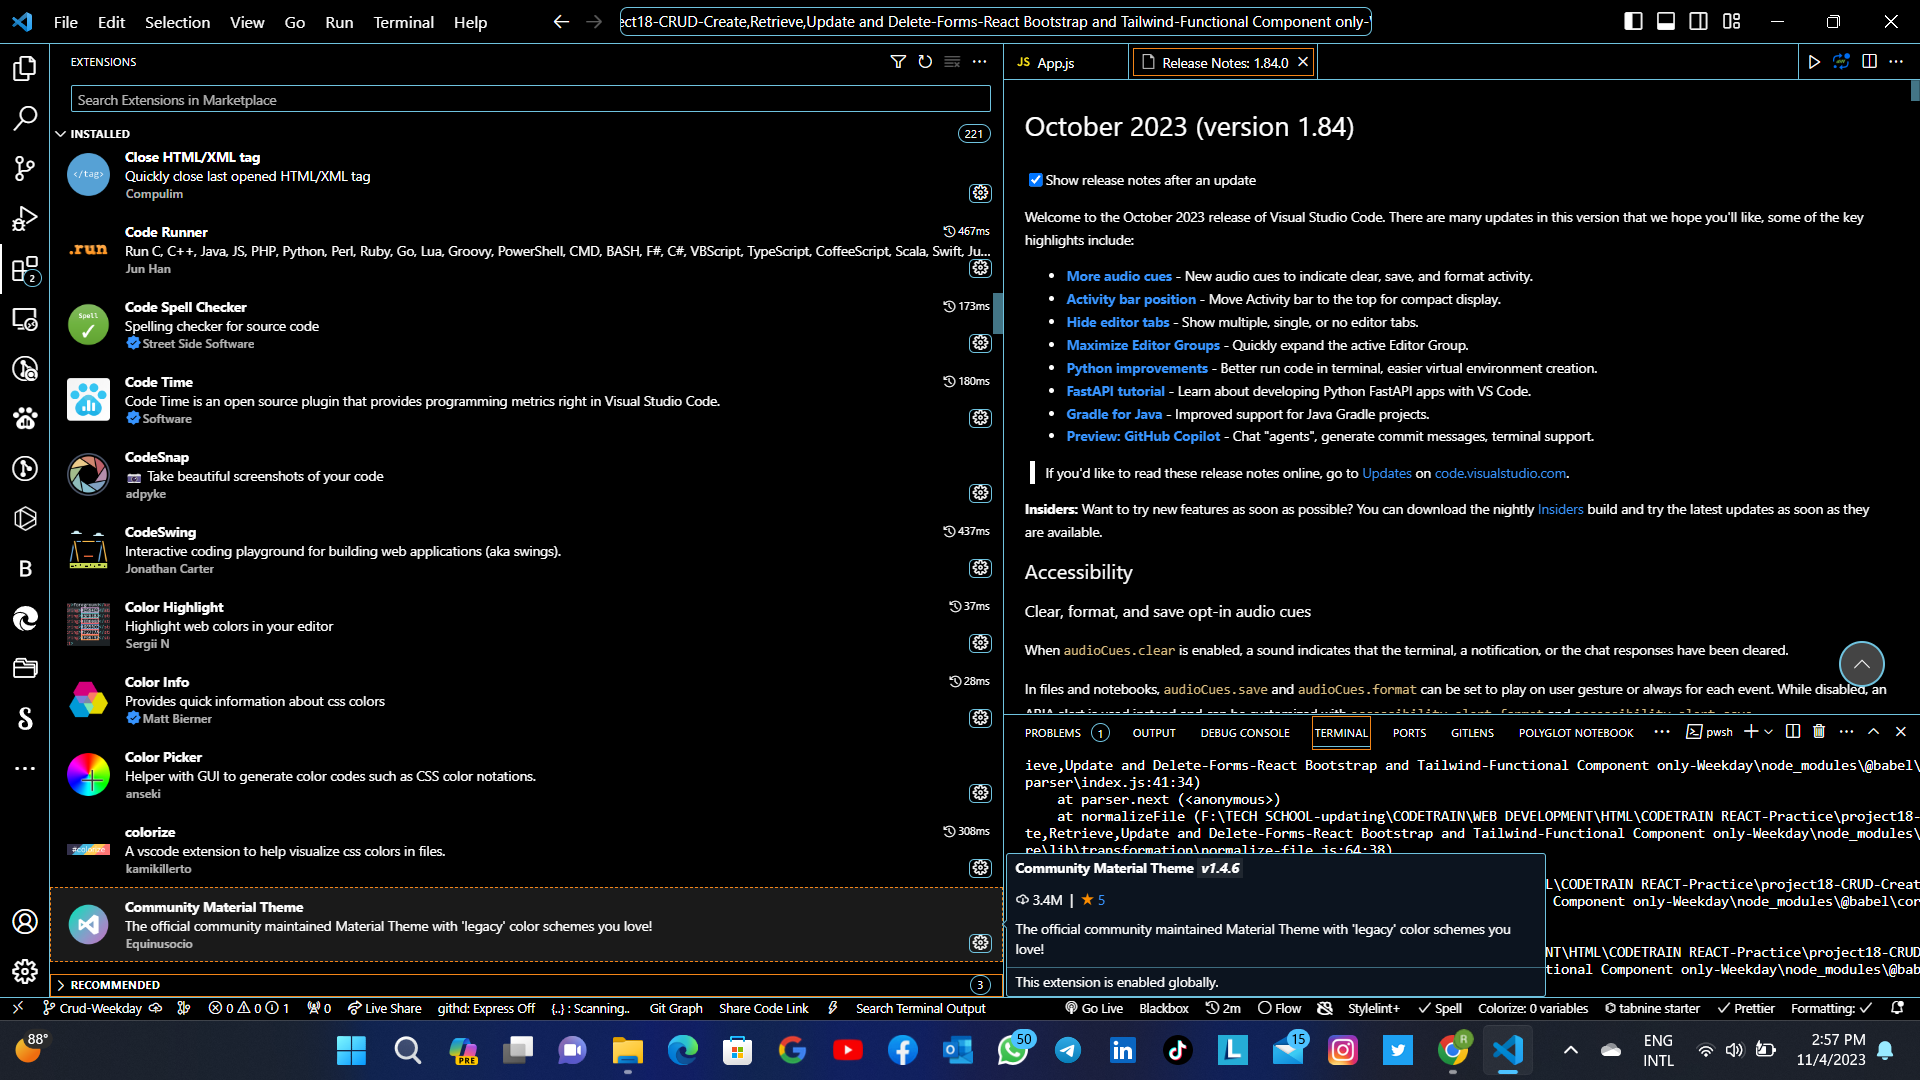 File Edit Selection View Go Run Terminal Help
ect18-CRUD-Create,Retrieve,Update and Delete-Forms-React Bootstrap and Tailwind-Functional Component only-
EXTENSIONS
Search Extensions in Marketplace
INSTALLED 221
Close HTML/XML tag
</tag> Quickly close last opened HTML/XML tag
Compulim
Code Runner 467ms
.run Run C, C++, Java, JS, PHP, Python, Perl, Ruby, Go, Lua, Groovy, PowerShell, CMD, BASH, F#, C#, VBScript, TypeScript, CoffeeScript, Scala, Swift, Ju...
Jun Han
2
Code Spell Checker 173ms
Spell Spelling checker for source code
Street Side Software
Code Time 180ms
Code Time is an open source plugin that provides programming metrics right in Visual Studio Code.
Software
CodeSnap
Take beautiful screenshots of your code
adpyke
CodeSwing 437ms
Interactive coding playground for building web applications (aka swings).
Jonathan Carter
B
Color Highlight 37ms
Highlight web colors in your editor
Sergii N
Color Info 28ms
Provides quick information about css colors
Matt Bierner
Color Picker
Helper with GUI to generate color codes such as CSS color notations.
anseki
colorize 308ms
#colorize A vscode extension to help visualize css colors in files.
kamikillerto
Community Material Theme
The official community maintained Material Theme with 'legacy' color schemes you love!
Equinusocio
RECOMMENDED 3
JS App.js Release Notes: 1.84.0
October 2023 (version 1.84)
Show release notes after an update
Welcome to the October 2023 release of Visual Studio Code. There are many updates in this version that we hope you'll like, some of the key
highlights include:
• More audio cues - New audio cues to indicate clear, save, and format activity.
• Activity bar position - Move Activity bar to the top for compact display.
• Hide editor tabs - Show multiple, single, or no editor tabs.
• Maximize Editor Groups - Quickly expand the active Editor Group.
• Python improvements - Better run code in terminal, easier virtual environment creation.
• FastAPI tutorial - Learn about developing Python FastAPI apps with VS Code.
• Gradle for Java - Improved support for Java Gradle projects.
• Preview: GitHub Copilot - Chat "agents", generate commit messages, terminal support.
If you'd like to read these release notes online, go to Updates on code.visualstudio.com.
Insiders: Want to try new features as soon as possible? You can download the nightly Insiders build and try the latest updates as soon as they
are available.
Accessibility
Clear, format, and save opt-in audio cues
When audioCues.clear is enabled, a sound indicates that the terminal, a notification, or the chat responses have been cleared.
In files and notebooks, audioCues.save and audioCues.format can be set to play on user gesture or always for each event. While disabled, an
ARIA alert is used instead and can be customized with accessibility.alert.format and accessibility.alert.save.
PROBLEMS 1 OUTPUT DEBUG CONSOLE TERMINAL PORTS GITLENS POLYGLOT NOTEBOOK ... pwsh
ieve,Update and Delete-Forms-React Bootstrap and Tailwind-Functional Component only-Weekday\node_modules\@babel\
parser\index.js:41:34)
at parser.next (<anonymous>)
at normalizeFile (F:\TECH SCHOOL-updating\CODETRAIN\WEB DEVELOPMENT\HTML\CODETRAIN REACT-Practice\project18-
te,Retrieve,Update and Delete-Forms-React Bootstrap and Tailwind-Functional Component only-Weekday\node_modules\
re\lib\transformation\normalize-file.js:64:38)
L\CODETRAIN REACT-Practice\project18-CRUD-Creat
Component only-Weekday\node_modules\@babel\cor
NT\HTML\CODETRAIN REACT-Practice\project18-CRUD
tional Component only-Weekday\node_modules\@bab
Community Material Theme v1.4.6
3.4M | ★ 5
The official community maintained Material Theme with 'legacy' color schemes you
love!
This extension is enabled globally.
Crud-Weekday 0 0 1 0 Live Share githd: Express Off {..} : Scanning.. Git Graph Share Code Link Search Terminal Output Go Live Blackbox 2m Flow Stylelint+ Spell Colorize: 0 variables tabnine starter Prettier Formating:
88° PRE 50 15 R ENG 2:57 PM
INTL 11/4/2023